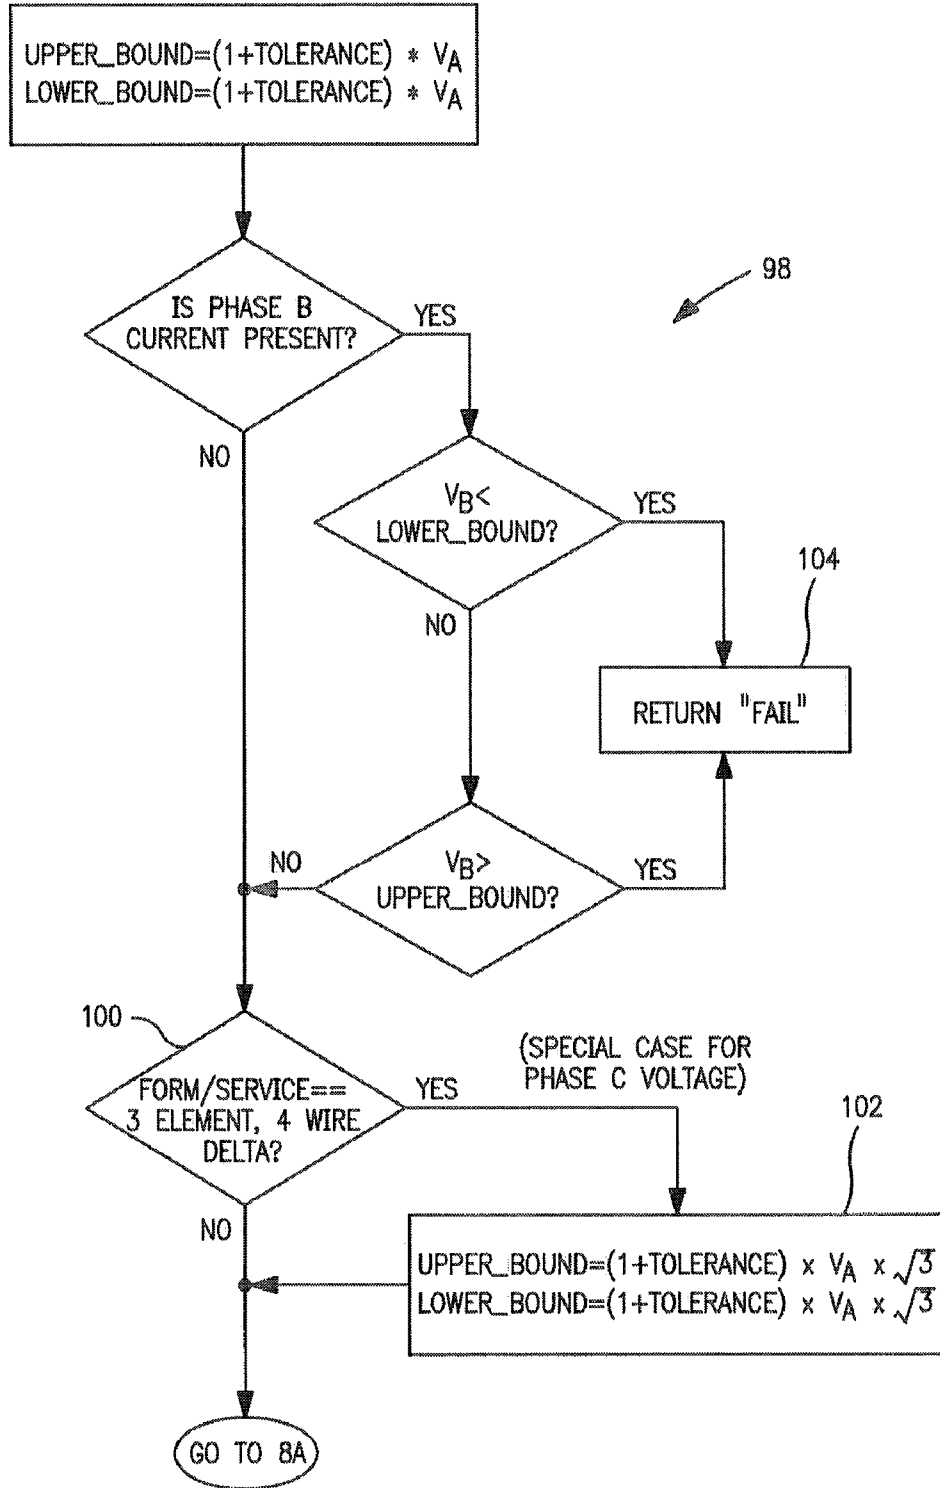 UPPER_BOUND=(1+TOLERANCE) * VA
LOWER_BOUND=(1+TOLERANCE) * VA
98
IS PHASE B
CURRENT PRESENT?
YES
NO
VB<
LOWER_BOUND?
YES
NO
104
RETURN "FAIL"
VB>
UPPER_BOUND?
NO
YES
100
FORM/SERVICE==
3 ELEMENT, 4 WIRE
DELTA?
YES
NO
(SPECIAL CASE FOR
PHASE C VOLTAGE)
102
UPPER_BOUND=(1+TOLERANCE) x VA x √3
LOWER_BOUND=(1+TOLERANCE) x VA x √3
GO TO 8A